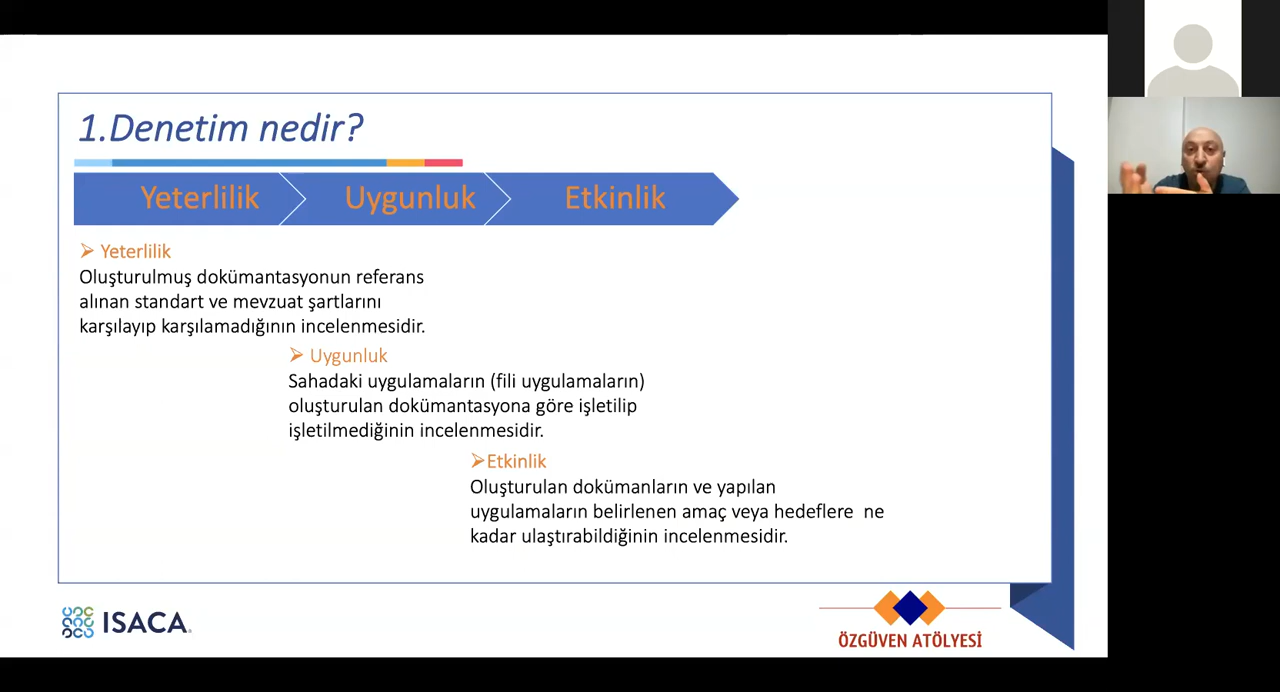 1.Denetim nedir?
Yeterlilik
Uygunluk
Etkinlik
Yeterlilik
Oluşturulmuş dokümantasyonun referans
alınan standart ve mevzuat şartlarını
karşılayıp karşılamadığının incelenmesidir.
Uygunluk
Sahadaki uygulamaların (fili uygulamaların)
oluşturulan dokümantasyona göre işletilip
işletilmediğinin incelenmesidir.
Etkinlik
Oluşturulan dokümanların ve yapılan
uygulamaların belirlenen amaç veya hedeflere ne
kadar ulaştırabildiğinin incelenmesidir.
ISACA
ÖZGÜVEN ATÖLYESİ